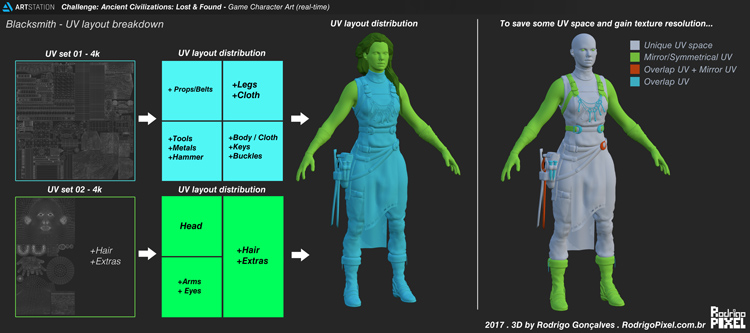 ARTSTATION Challenge: Ancient Civilizations: Lost & Found - Game Character Art (real-time)
Blacksmith - UV layout breakdown
UV set 01 - 4k
UV layout distribution
+ Props/Belts
+Legs
+Cloth
+Tools
+Metals
+Hammer
+Body / Cloth
+Keys
+Buckles
UV set 02 - 4k
+Hair
+Extras
UV layout distribution
Head
+Arms
+ Eyes
+Hair
+Extras
UV layout distribution
To save some UV space and gain texture resolution...
Unique UV space
Mirror/Symmetrical UV
Overlap UV + Mirror UV
Overlap UV
2017 . 3D by Rodrigo Gonçalves . RodrigoPixel.com.br
Rodrigo
PIXEL